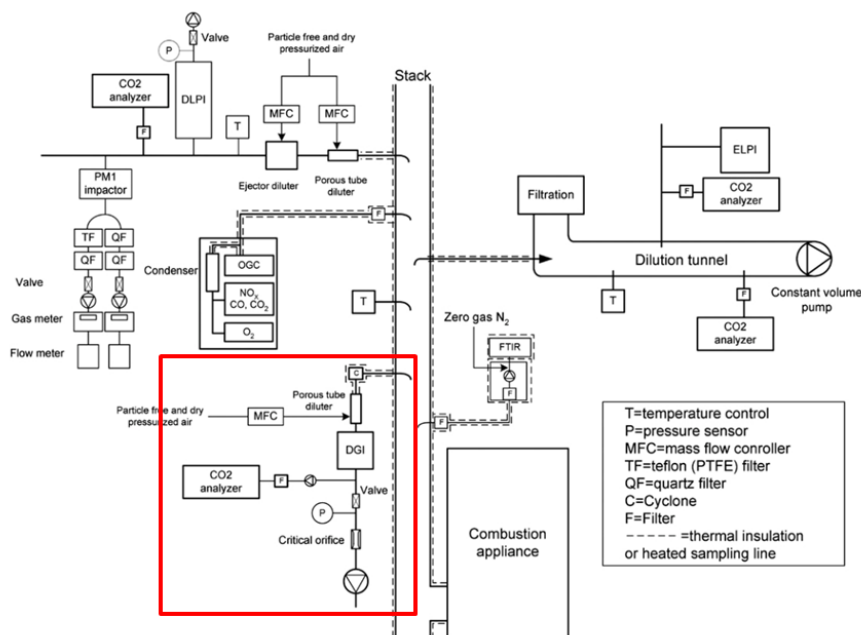 Valve
P
Particle free and dry
pressurized air
Stack
CO2
analyzer
DLPI
MFC
MFC
F
T
ELPI
PM1
impactor
Ejector diluter
Porous tube
diluter
Filtration
F
CO2
analyzer
TF
QF
QF
QF
F
Condenser
OGC
Dilution tunnel
Valve
NOX
CO, CO2
T
T
F
Constant volume
pump
Gas meter
Zero gas N2
O2
CO2
analyzer
Flow meter
FTIR
C
F
Porous tube
diluter
Particle free and dry
pressurized air
MFC
F
DGI
CO2
analyzer
F
Valve
P
Critical orifice
Combustion
appliance
T=temperature control
P=pressure sensor
MFC=mass flow conroller
TF=teflon (PTFE) filter
QF=quartz filter
C=Cyclone
F=Filter
------=thermal insulation
or heated sampling line